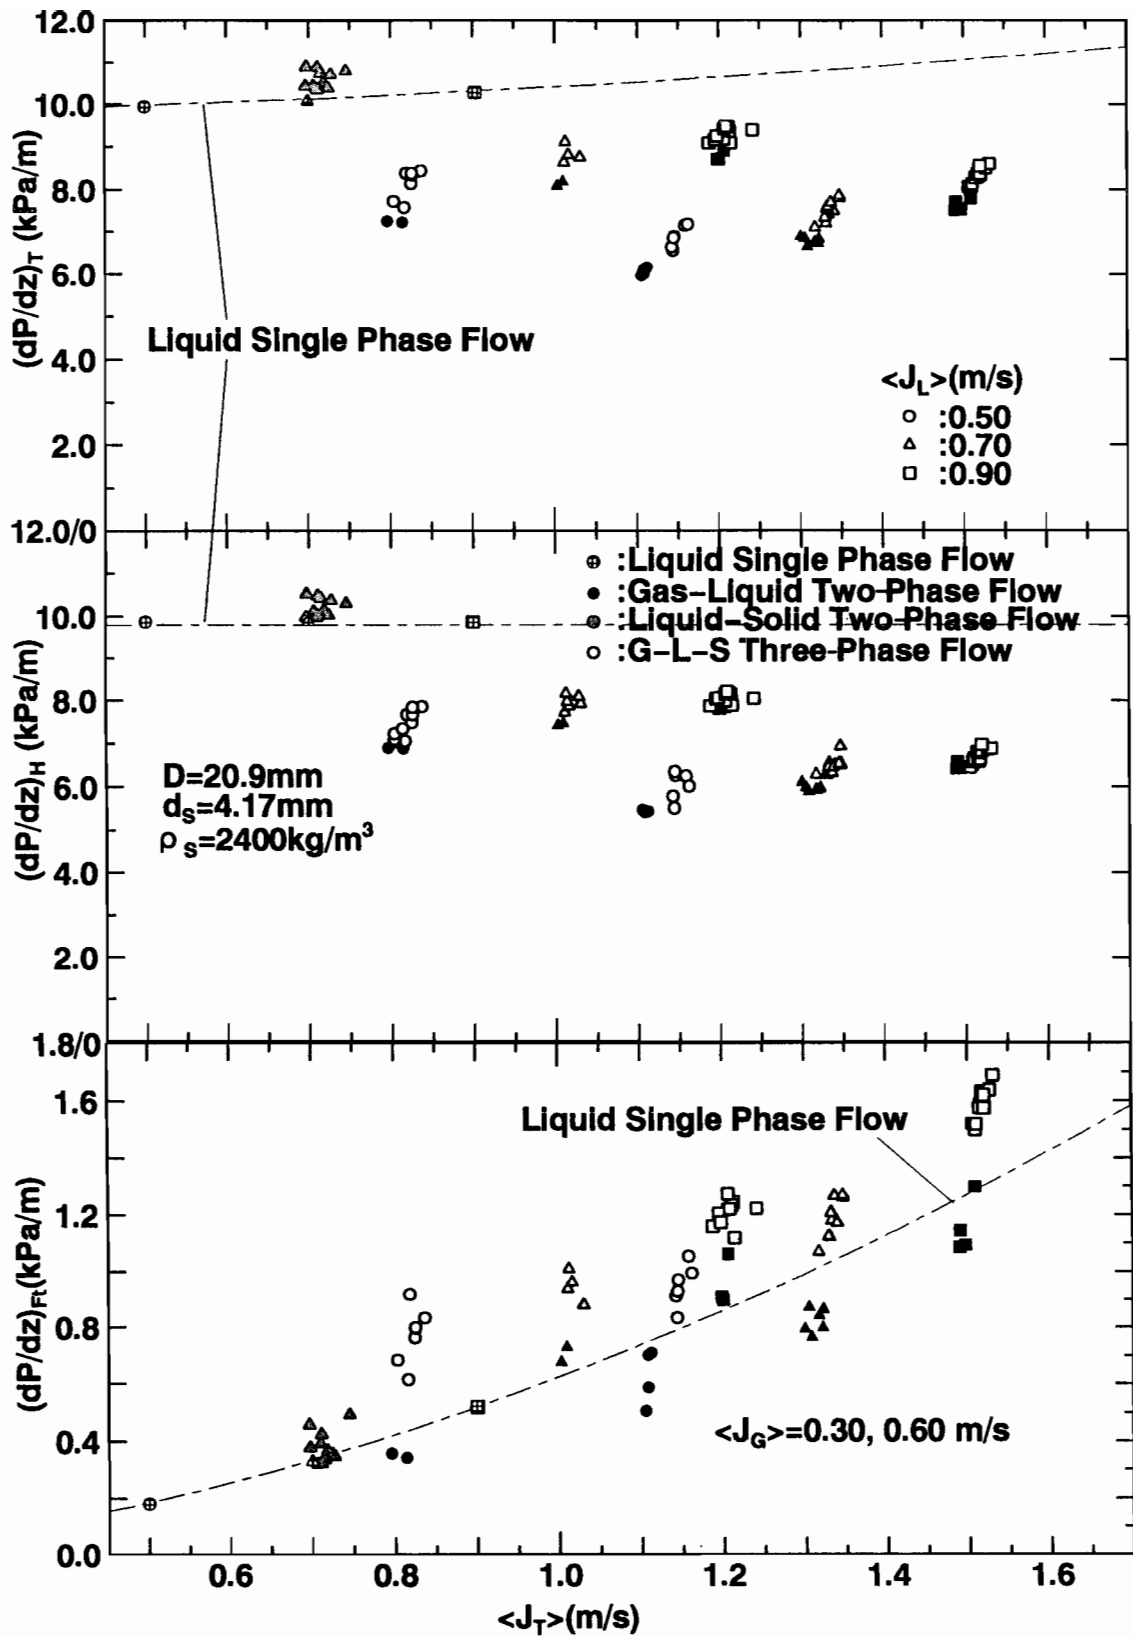 12.0
10.0
8.0
6.0
4.0
2.0
(dP/dz)T (kPa/m)
Liquid Single Phase Flow
<JL>(m/s)
:0.50
:0.70
:0.90
12.0/0
10.0
8.0
6.0
4.0
2.0
(dP/dz)H (kPa/m)
:Liquid Single Phase Flow
:Gas-Liquid Two-Phase Flow
:Liquid-Solid Two-Phase Flow
:G-L-S Three-Phase Flow
D=20.9mm
dS=4.17mm
ρS=2400kg/m³
1.8/0
1.6
1.2
0.8
0.4
0.0
(dP/dz)Ft(kPa/m)
Liquid Single Phase Flow
<JG>=0.30, 0.60 m/s
0.6 0.8 1.0 1.2 1.4 1.6
<JT>(m/s)